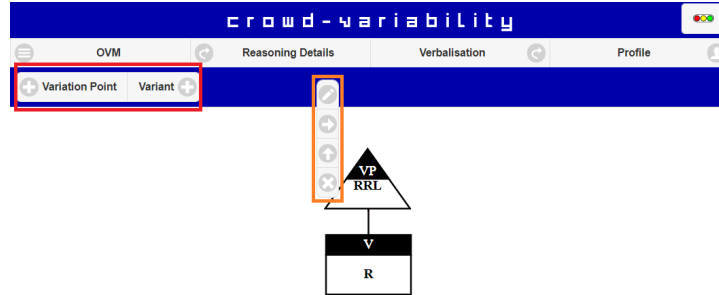 crowd-variability
OVM Reasoning Details Verbalisation Profile
Variation Point Variant
VP
RRL
V
R